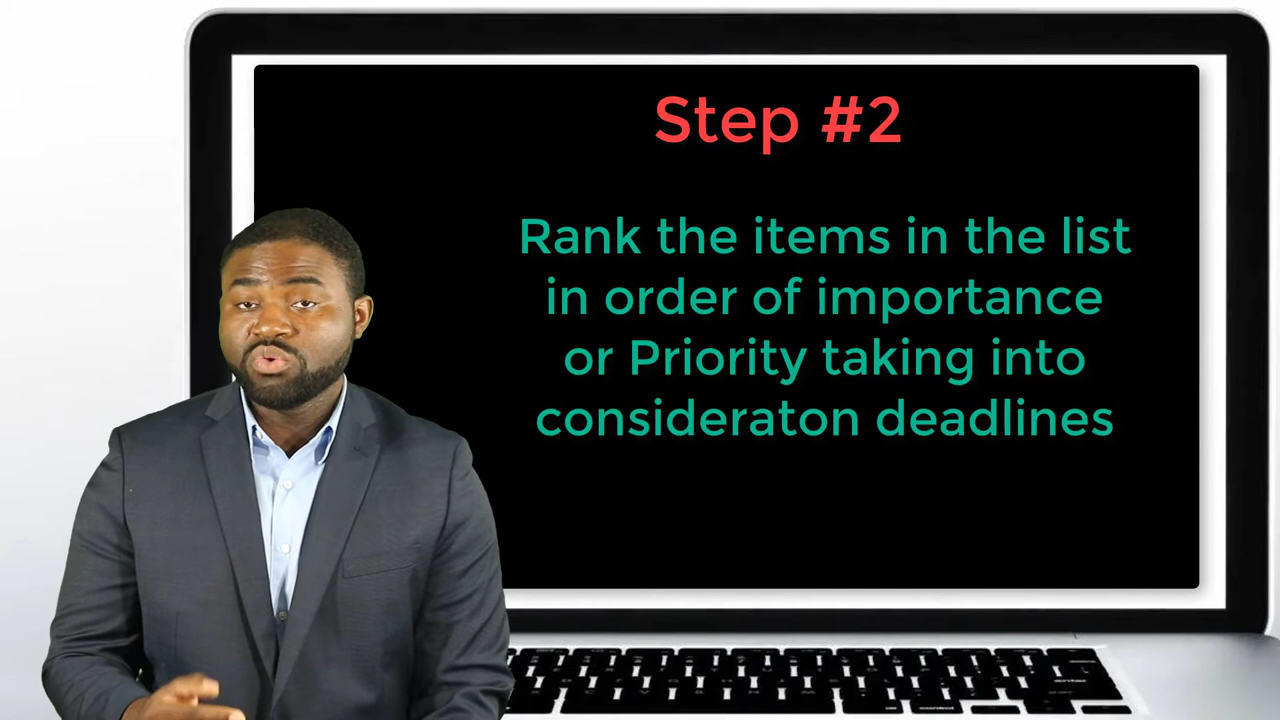 Step #2
Rank the items in the list
in order of importance
or Priority taking into
consideraton deadlines